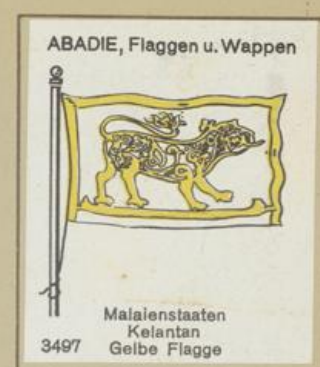 ABADIE, Flaggen u. Wappen
Malaienstaaten
Kelantan
3497 Gelbe Flagge